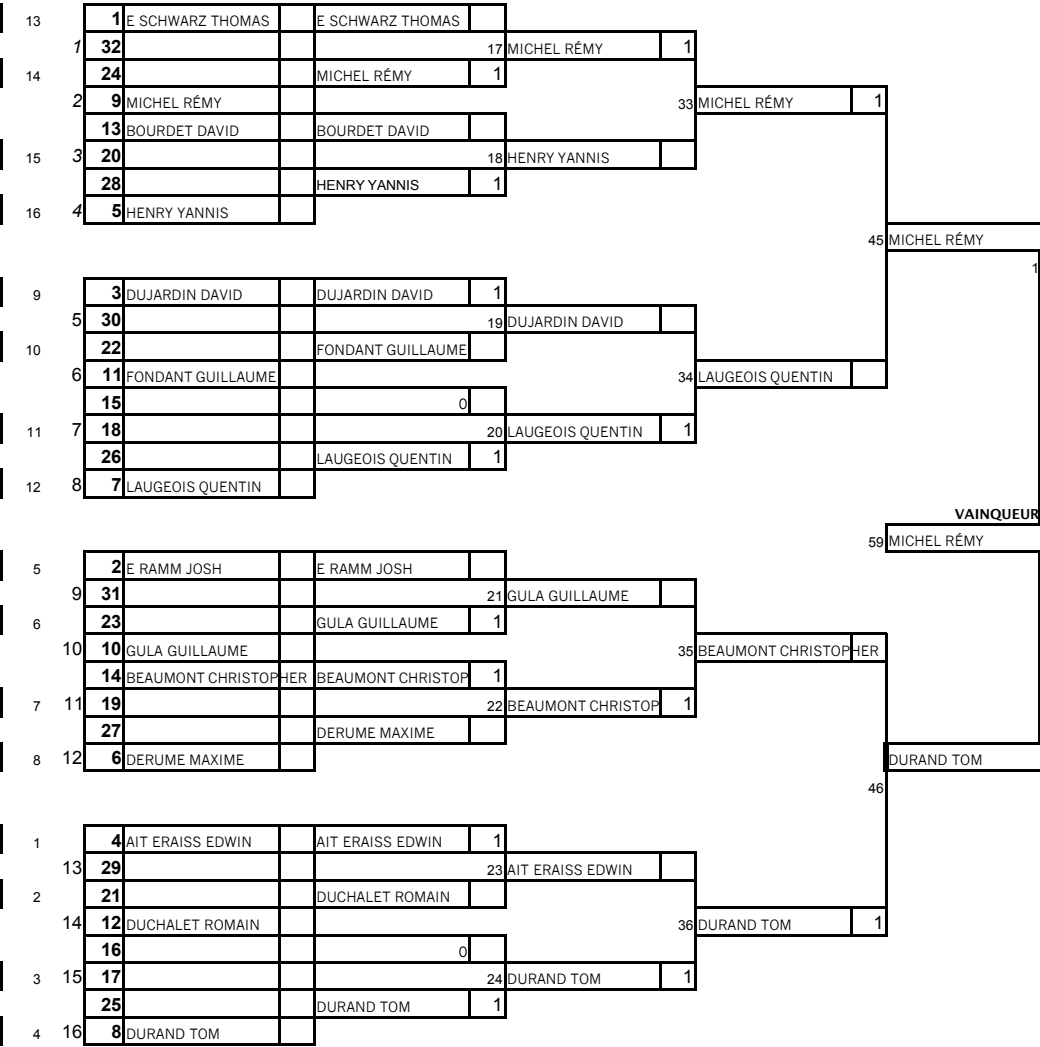 13 1 E SCHWARZ THOMAS E SCHWARZ THOMAS
1 32 17 MICHEL RÉMY 1
14 24 MICHEL RÉMY 1
2 9 MICHEL RÉMY 33 MICHEL RÉMY 1
13 BOURDET DAVID BOURDET DAVID
15 3 20 18 HENRY YANNIS
28 HENRY YANNIS 1
16 4 5 HENRY YANNIS
45 MICHEL RÉMY
1
9 3 DUJARDIN DAVID DUJARDIN DAVID 1
5 30 19 DUJARDIN DAVID
10 22 FONDANT GUILLAUME
6 11 FONDANT GUILLAUME 34 LAUGEOIS QUENTIN
15 0
11 7 18 20 LAUGEOIS QUENTIN 1
26 LAUGEOIS QUENTIN 1
12 8 7 LAUGEOIS QUENTIN
VAINQUEUR
59 MICHEL RÉMY
5 2 E RAMM JOSH E RAMM JOSH
9 31 21 GULA GUILLAUME
6 23 GULA GUILLAUME 1
10 10 GULA GUILLAUME 35 BEAUMONT CHRISTOPHER
14 BEAUMONT CHRISTOPHER BEAUMONT CHRISTOP 1
7 11 19 22 BEAUMONT CHRISTOP 1
27 DERUME MAXIME
8 12 6 DERUME MAXIME DURAND TOM
46
1 4 AIT ERAISS EDWIN AIT ERAISS EDWIN 1
13 29 23 AIT ERAISS EDWIN
2 21 DUCHALET ROMAIN
14 12 DUCHALET ROMAIN 36 DURAND TOM 1
16 0
3 15 17 24 DURAND TOM 1
25 DURAND TOM 1
4 16 8 DURAND TOM